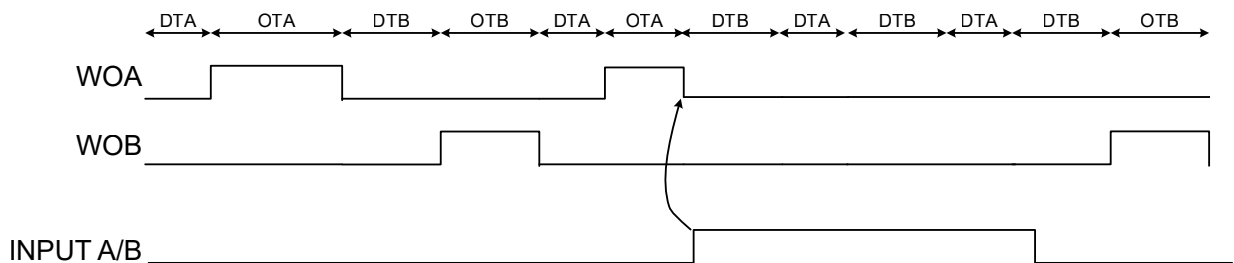 DTA OTA DTB OTB DTA OTA DTB DTA DTB DTA DTB OTB
WOA
WOB
INPUT A/B